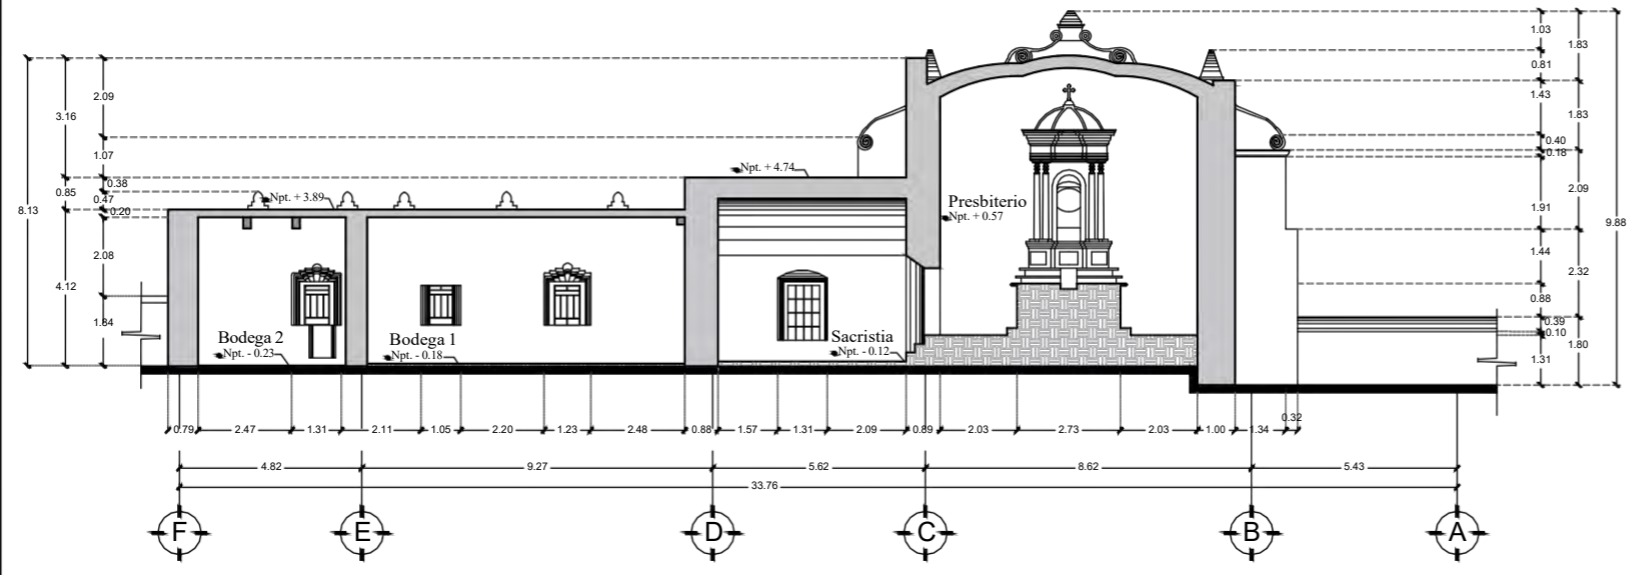 1.03
1.83
0.81
2.09
3.16
1.43
1.83
0.40
0.18
1.07
Npt. + 4.74
0.38
0.85
0.47
Npt. + 3.89
0.20
8.13
Presbiterio
Npt. + 0.57
2.09
1.91
9.88
2.08
1.44
2.32
4.12
0.88
1.84
0.39
0.10
1.80
1.31
Bodega 2
Npt. - 0.23
Bodega 1
Npt. - 0.18
Sacristia
Npt. - 0.12
0.32
0.79 2.47 1.31 2.11 1.05 2.20 1.23 2.48 0.88 1.57 1.31 2.09 0.89 2.03 2.73 2.03 1.00 1.34
4.82 9.27 5.62 8.62 5.43
33.76
F E D C B A